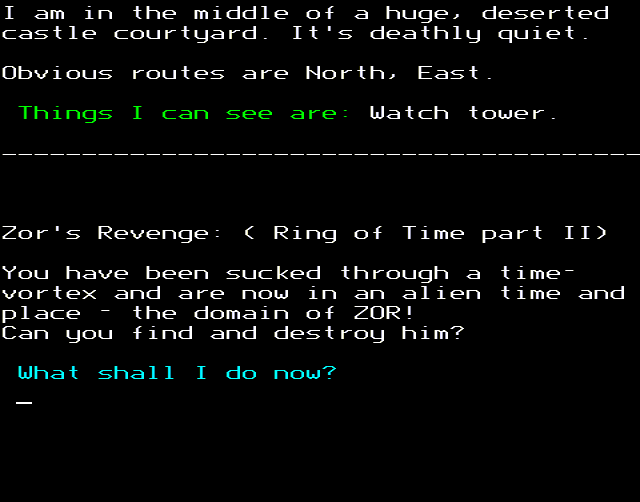 I am in the middle of a huge, deserted
castle courtyard. It's deathly quiet.
Obvious routes are North, East.
Things I can see are: Watch tower.
----------------------------------------
Zor's Revenge: ( Ring of Time part II)
You have been sucked through a time-
vortex and are now in an alien time and
place - the domain of ZOR!
Can you find and destroy him?
What shall I do now?
_